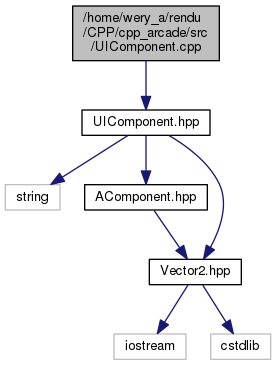 /home/wery_a/rendu
/CPP/cpp_arcade/src
/UIComponent.cpp
UIComponent.hpp
string
AComponent.hpp
Vector2.hpp
iostream
cstdlib